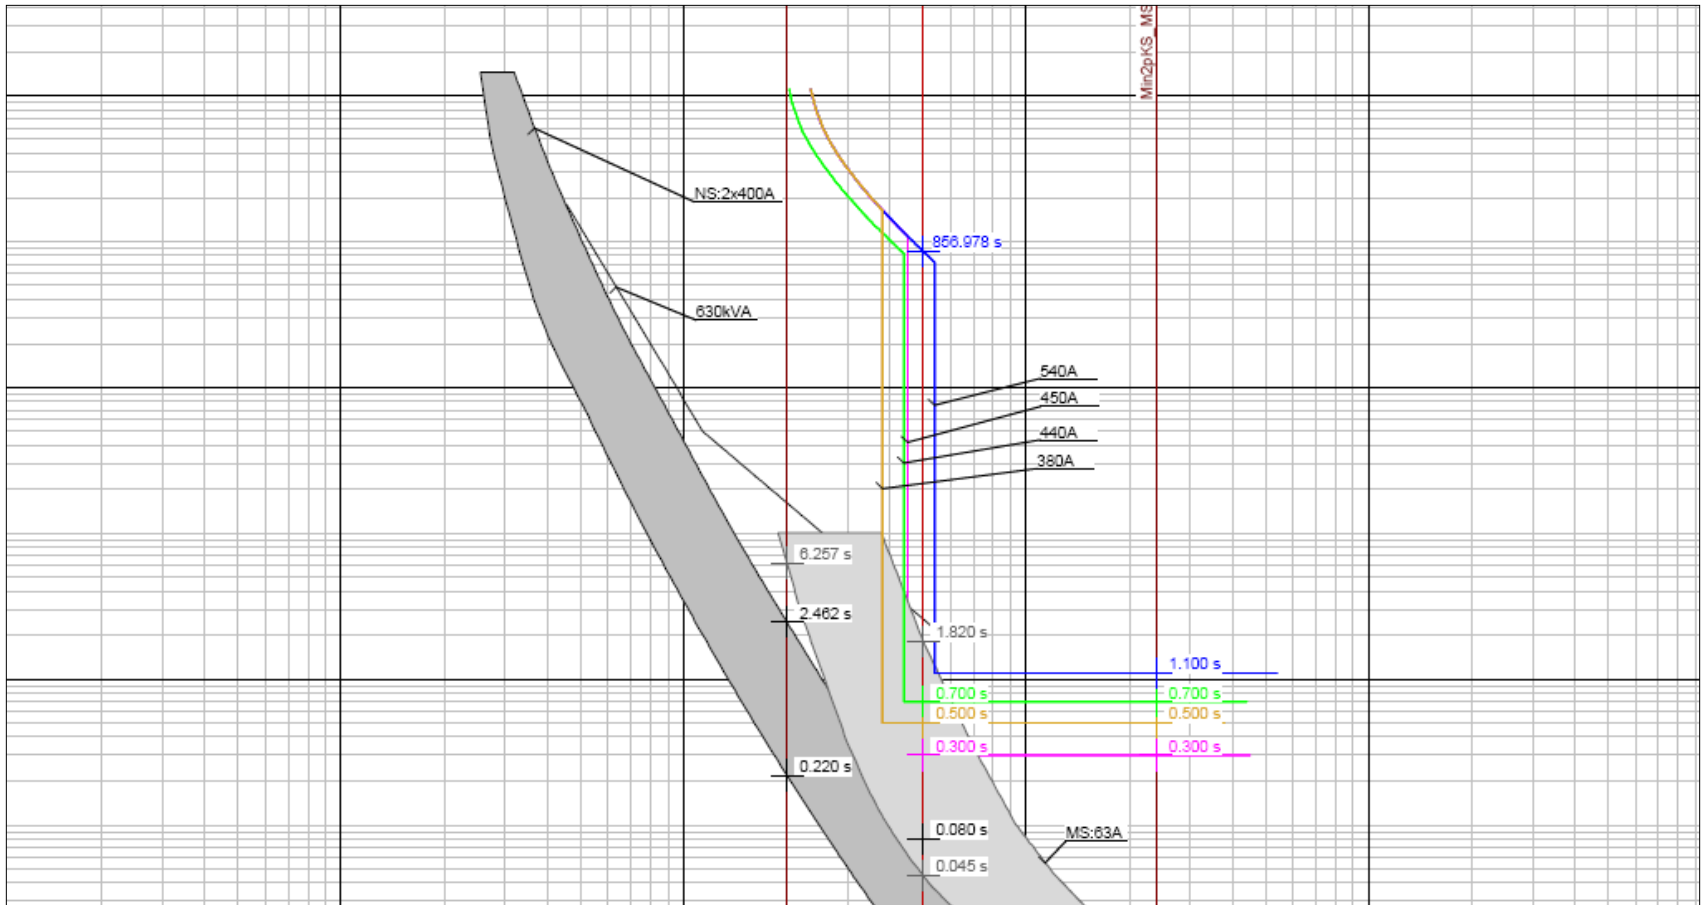 Min2pKS_MS
NS:2x400A
856.978 s
630kVA
540A
450A
440A
380A
6.257 s
2.462 s
1.820 s
1.100 s
0.700 s
0.700 s
0.500 s
0.500 s
0.300 s
0.300 s
0.220 s
0.080 s
MS:63A
0.045 s